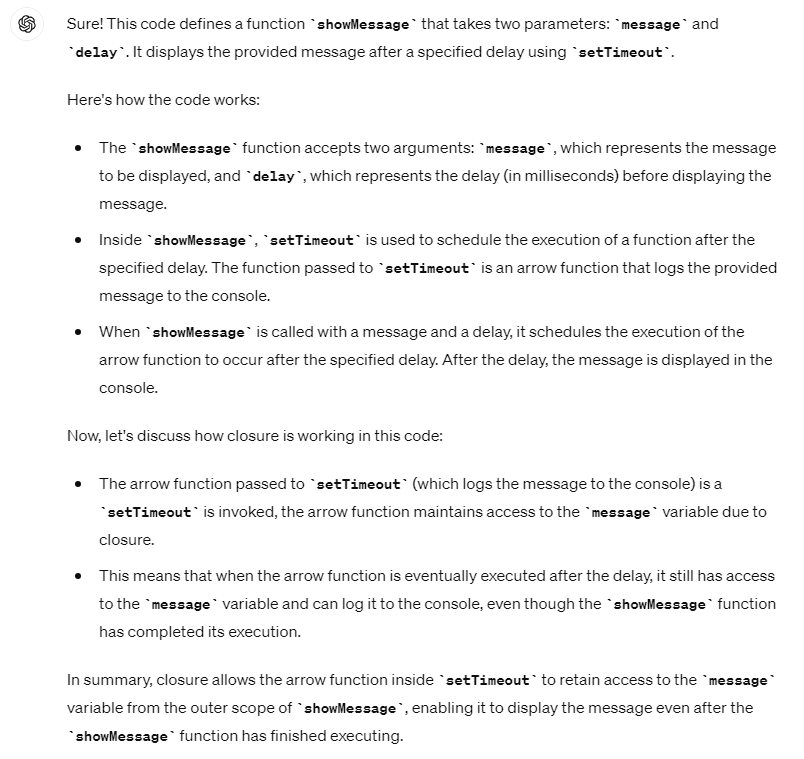 Sure! This code defines a function `showMessage` that takes two parameters: `message` and
`delay`. It displays the provided message after a specified delay using `setTimeout`.
Here's how the code works:
• The `showMessage` function accepts two arguments: `message`, which represents the message
to be displayed, and `delay`, which represents the delay (in milliseconds) before displaying the
message.
• Inside `showMessage`, `setTimeout` is used to schedule the execution of a function after the
specified delay. The function passed to `setTimeout` is an arrow function that logs the provided
message to the console.
• When `showMessage` is called with a message and a delay, it schedules the execution of the
arrow function to occur after the specified delay. After the delay, the message is displayed in the
console.
Now, let's discuss how closure is working in this code:
• The arrow function passed to `setTimeout` (which logs the message to the console) is a
`setTimeout` is invoked, the arrow function maintains access to the `message` variable due to
closure.
• This means that when the arrow function is eventually executed after the delay, it still has access
to the `message` variable and can log it to the console, even though the `showMessage` function
has completed its execution.
In summary, closure allows the arrow function inside `setTimeout` to retain access to the `message`
variable from the outer scope of `showMessage`, enabling it to display the message even after the
`showMessage` function has finished executing.